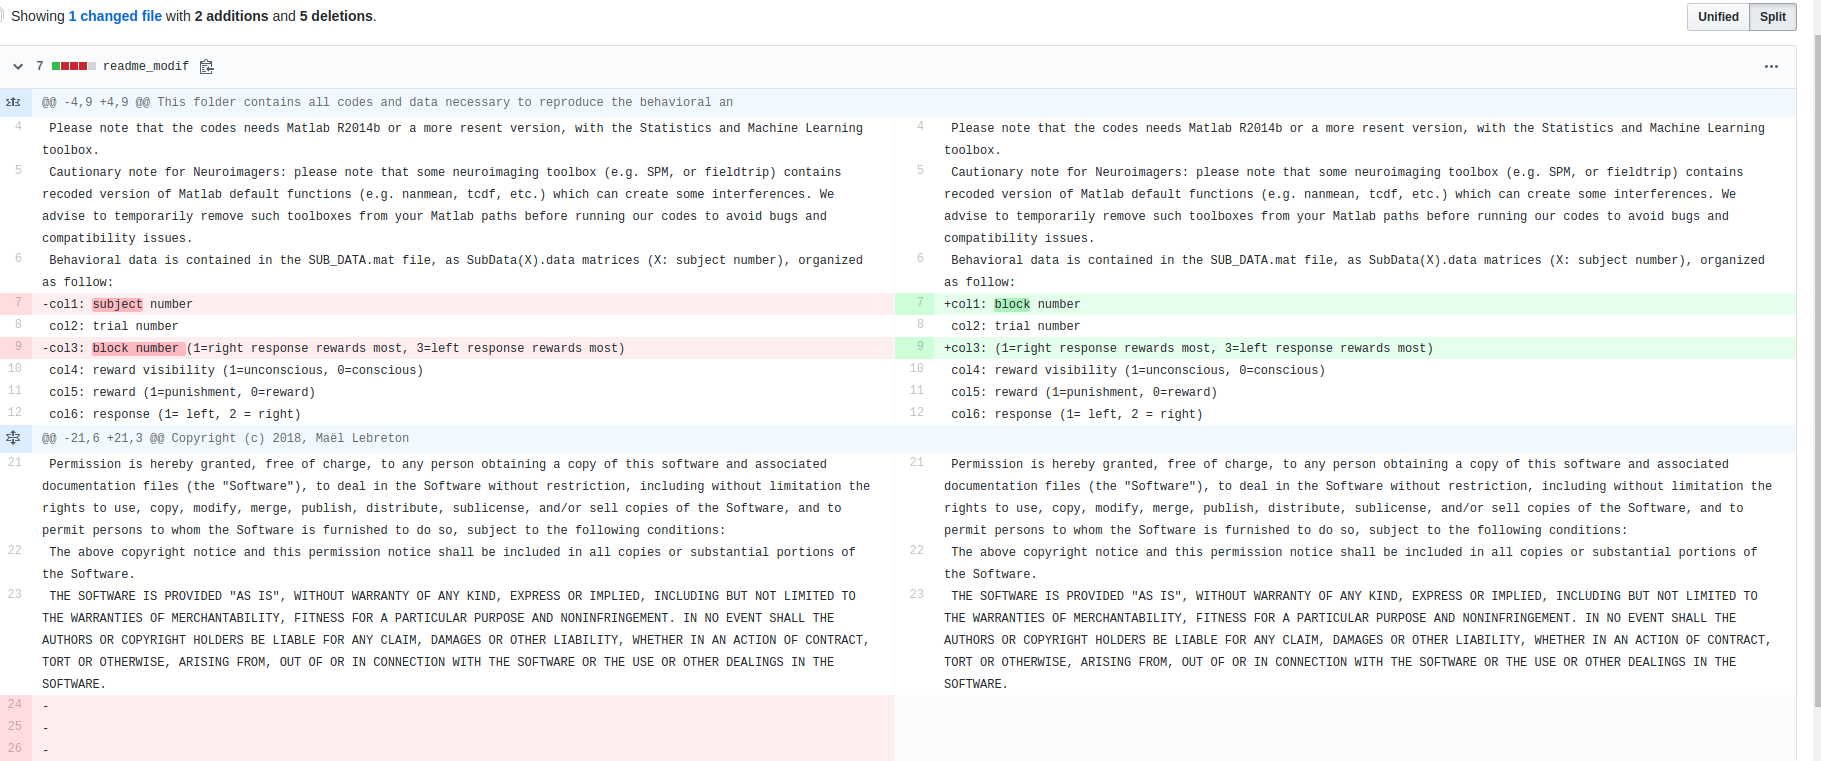 Showing 1 changed file with 2 additions and 5 deletions.
Unified Split
7 readme_modif
@@ -4,9 +4,9 @@ This folder contains all codes and data necessary to reproduce the behavioral an
4 Please note that the codes needs Matlab R2014b or a more resent version, with the Statistics and Machine Learning
toolbox.
5 Cautionary note for Neuroimagers: please note that some neuroimaging toolbox (e.g. SPM, or fieldtrip) contains
recoded version of Matlab default functions (e.g. nanmean, tcdf, etc.) which can create some interferences. We
advise to temporarily remove such toolboxes from your Matlab paths before running our codes to avoid bugs and
compatibility issues.
6 Behavioral data is contained in the SUB_DATA.mat file, as SubData(X).data matrices (X: subject number), organized
as follow:
7 -col1: subject number
8 col2: trial number
9 -col3: block number (1=right response rewards most, 3=left response rewards most)
10 col4: reward visibility (1=unconscious, 0=conscious)
11 col5: reward (1=punishment, 0=reward)
12 col6: response (1= left, 2 = right)
4 Please note that the codes needs Matlab R2014b or a more resent version, with the Statistics and Machine Learning
toolbox.
5 Cautionary note for Neuroimagers: please note that some neuroimaging toolbox (e.g. SPM, or fieldtrip) contains
recoded version of Matlab default functions (e.g. nanmean, tcdf, etc.) which can create some interferences. We
advise to temporarily remove such toolboxes from your Matlab paths before running our codes to avoid bugs and
compatibility issues.
6 Behavioral data is contained in the SUB_DATA.mat file, as SubData(X).data matrices (X: subject number), organized
as follow:
7 +col1: block number
8 col2: trial number
9 +col3: (1=right response rewards most, 3=left response rewards most)
10 col4: reward visibility (1=unconscious, 0=conscious)
11 col5: reward (1=punishment, 0=reward)
12 col6: response (1= left, 2 = right)
@@ -21,6 +21,3 @@ Copyright (c) 2018, Maël Lebreton
21 Permission is hereby granted, free of charge, to any person obtaining a copy of this software and associated
documentation files (the "Software"), to deal in the Software without restriction, including without limitation the
rights to use, copy, modify, merge, publish, distribute, sublicense, and/or sell copies of the Software, and to
permit persons to whom the Software is furnished to do so, subject to the following conditions:
22 The above copyright notice and this permission notice shall be included in all copies or substantial portions of
the Software.
23 THE SOFTWARE IS PROVIDED "AS IS", WITHOUT WARRANTY OF ANY KIND, EXPRESS OR IMPLIED, INCLUDING BUT NOT LIMITED TO
THE WARRANTIES OF MERCHANTABILITY, FITNESS FOR A PARTICULAR PURPOSE AND NONINFRINGEMENT. IN NO EVENT SHALL THE
AUTHORS OR COPYRIGHT HOLDERS BE LIABLE FOR ANY CLAIM, DAMAGES OR OTHER LIABILITY, WHETHER IN AN ACTION OF CONTRACT,
TORT OR OTHERWISE, ARISING FROM, OUT OF OR IN CONNECTION WITH THE SOFTWARE OR THE USE OR OTHER DEALINGS IN THE
SOFTWARE.
24 -
25 -
26 -
21 Permission is hereby granted, free of charge, to any person obtaining a copy of this software and associated
documentation files (the "Software"), to deal in the Software without restriction, including without limitation the
rights to use, copy, modify, merge, publish, distribute, sublicense, and/or sell copies of the Software, and to
permit persons to whom the Software is furnished to do so, subject to the following conditions:
22 The above copyright notice and this permission notice shall be included in all copies or substantial portions of
the Software.
23 THE SOFTWARE IS PROVIDED "AS IS", WITHOUT WARRANTY OF ANY KIND, EXPRESS OR IMPLIED, INCLUDING BUT NOT LIMITED TO
THE WARRANTIES OF MERCHANTABILITY, FITNESS FOR A PARTICULAR PURPOSE AND NONINFRINGEMENT. IN NO EVENT SHALL THE
AUTHORS OR COPYRIGHT HOLDERS BE LIABLE FOR ANY CLAIM, DAMAGES OR OTHER LIABILITY, WHETHER IN AN ACTION OF CONTRACT,
TORT OR OTHERWISE, ARISING FROM, OUT OF OR IN CONNECTION WITH THE SOFTWARE OR THE USE OR OTHER DEALINGS IN THE
SOFTWARE.